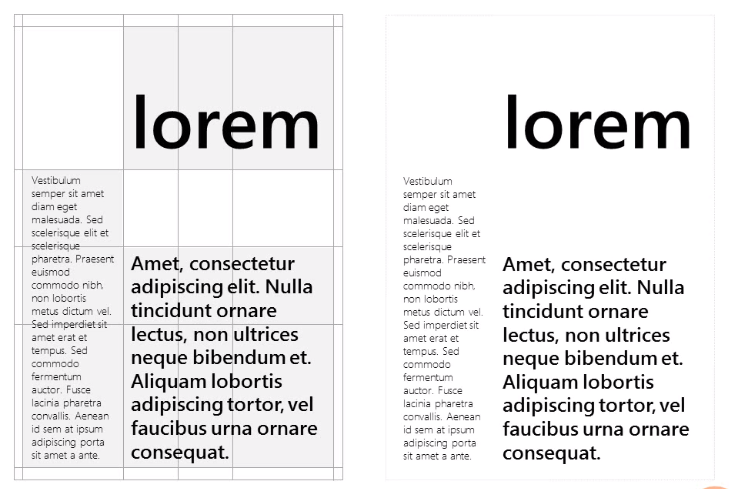 lorem
Vestibulum
semper sit amet
diam eget
malesuada. Sed
scelerisque elit et
scelerisque
pharetra. Praesent
euismod
commodo nibh,
non lobortis
metus dictum vel.
Sed imperdiet sit
amet erat et
tempus. Sed
commodo
fermentum
auctor. Fusce
lacinia pharetra
convallis. Aenean
id sem at ipsum
adipiscing porta
sit amet a ante.
Amet, consectetur
adipiscing elit. Nulla
tincidunt ornare
lectus, non ultrices
neque bibendum et.
Aliquam lobortis
adipiscing tortor, vel
faucibus urna ornare
consequat.
lorem
Vestibulum
semper sit amet
diam eget
malesuada. Sed
scelerisque elit et
scelerisque
pharetra. Praesent
euismod
commodo nibh,
non lobortis
metus dictum vel.
Sed imperdiet sit
amet erat et
tempus. Sed
commodo
fermentum
auctor. Fusce
lacinia pharetra
convallis. Aenean
id sem at ipsum
adipiscing porta
sit amet a ante.
Amet, consectetur
adipiscing elit. Nulla
tincidunt ornare
lectus, non ultrices
neque bibendum et.
Aliquam lobortis
adipiscing tortor, vel
faucibus urna ornare
consequat.